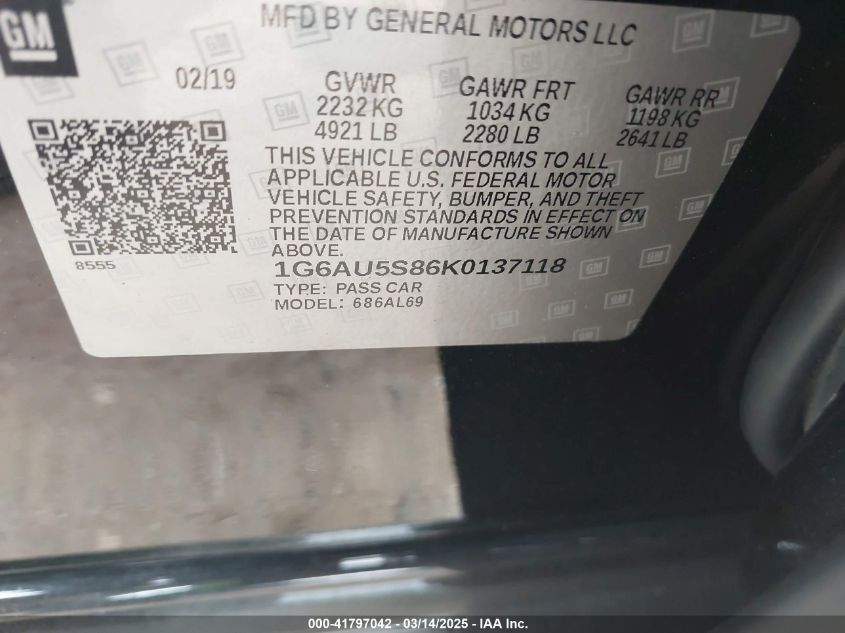 GM
MFD BY GENERAL MOTORS LLC
02/19 GVWR GAWR FRT GAWR RR
2232 KG 1034 KG 1198 KG
4921 LB 2280 LB 2641 LB
THIS VEHICLE CONFORMS TO ALL
APPLICABLE U.S. FEDERAL MOTOR
VEHICLE SAFETY, BUMPER, AND THEFT
PREVENTION STANDARDS IN EFFECT ON
THE DATE OF MANUFACTURE SHOWN
ABOVE.
8555
1G6AU5S86K0137118
TYPE: PASS CAR
MODEL: 686AL69
000-41797042 - 03/14/2025 - IAA Inc.